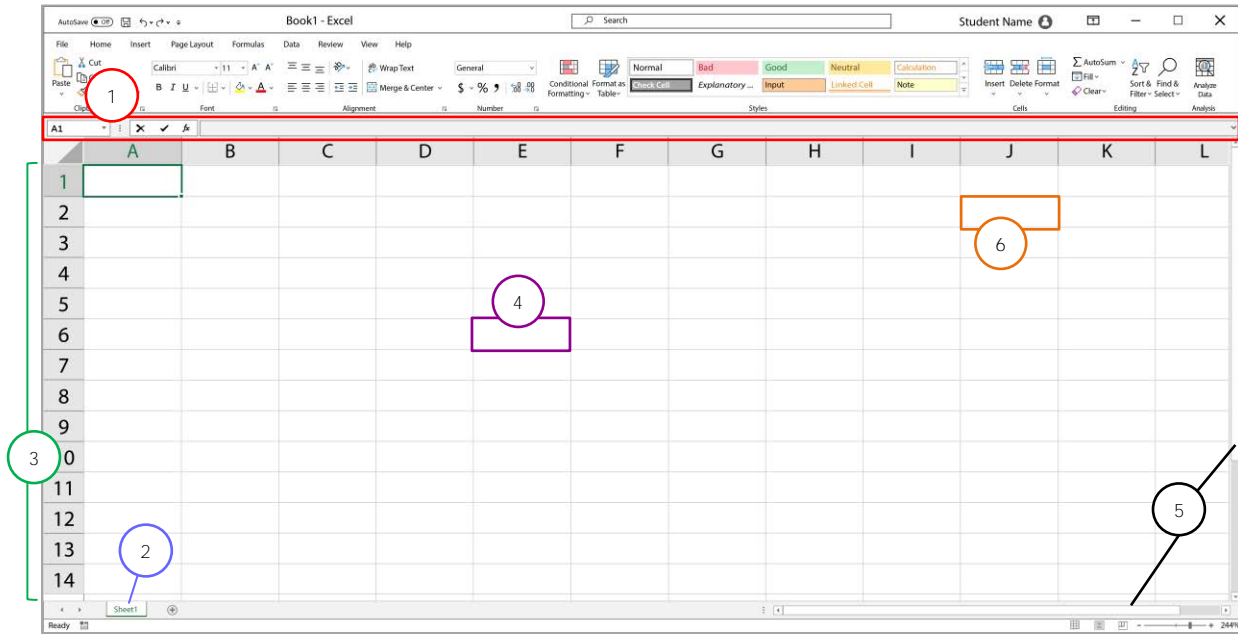 AutoSave Off Book1 - Excel Search Student Name
File Home Insert Page Layout Formulas Data Review View Help
Cut
Paste
Calibri 11 A A
B I U A
Wrap Text
Merge & Center
General
$ % 9
Conditional Formatting
Format as Table
Normal Bad Good Neutral Calculation
Check Cell Explanatory ... Input Linked Cell Note
Insert Delete Format
AutoSum
Fill
Clear
Sort & Filter
Find & Select
Analyze Data
Font Alignment Number Styles Cells Editing Analysis
1
A1 fx
A B C D E F G H I J K L
1
2
3
6
4
5
4
6
7
8
9
3
0
11
5
12
13
2
14
Sheet1
Ready 244%